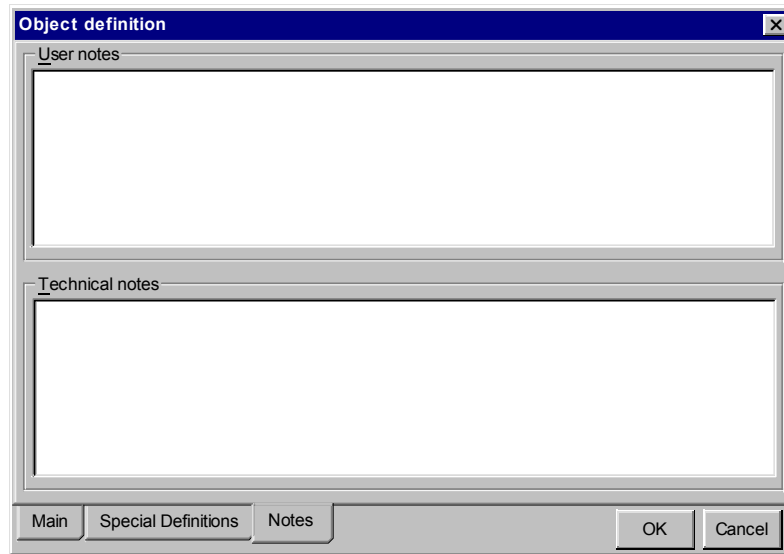 Object definition
User notes
Technical notes
Main Special Definitions Notes
OK Cancel